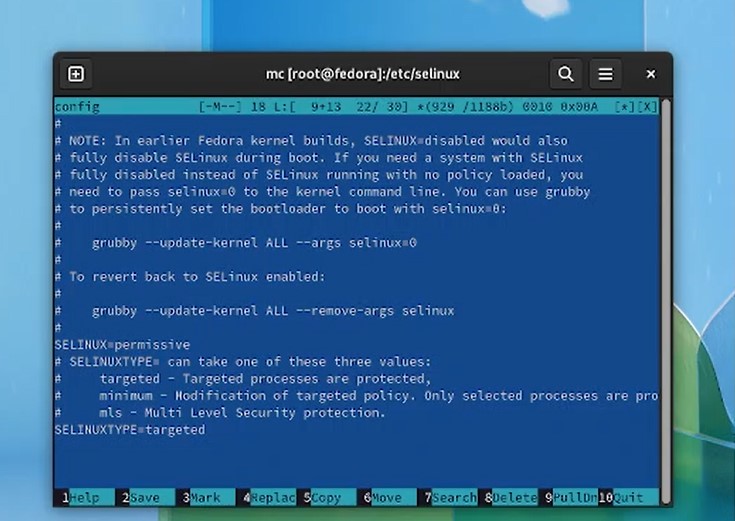 mc [root@fedora]:/etc/selinux
config [-M--] 18 L:[ 9+13 22/ 30] *(929 /1188b) 0010 0x00A [*][X]
#
# NOTE: In earlier Fedora kernel builds, SELINUX=disabled would also
# fully disable SELinux during boot. If you need a system with SELinux
# fully disabled instead of SELinux running with no policy loaded, you
# need to pass selinux=0 to the kernel command line. You can use grubby
# to persistently set the bootloader to boot with selinux=0:
#
# grubby --update-kernel ALL --args selinux=0
#
# To revert back to SELinux enabled:
#
# grubby --update-kernel ALL --remove-args selinux
#
SELINUX=permissive
# SELINUXTYPE= can take one of these three values:
# targeted - Targeted processes are protected,
# minimum - Modification of targeted policy. Only selected processes are pro
# mls - Multi Level Security protection.
SELINUXTYPE=targeted
1Help 2Save 3Mark 4Replac 5Copy 6Move 7Search 8Delete 9PullDn 10Quit